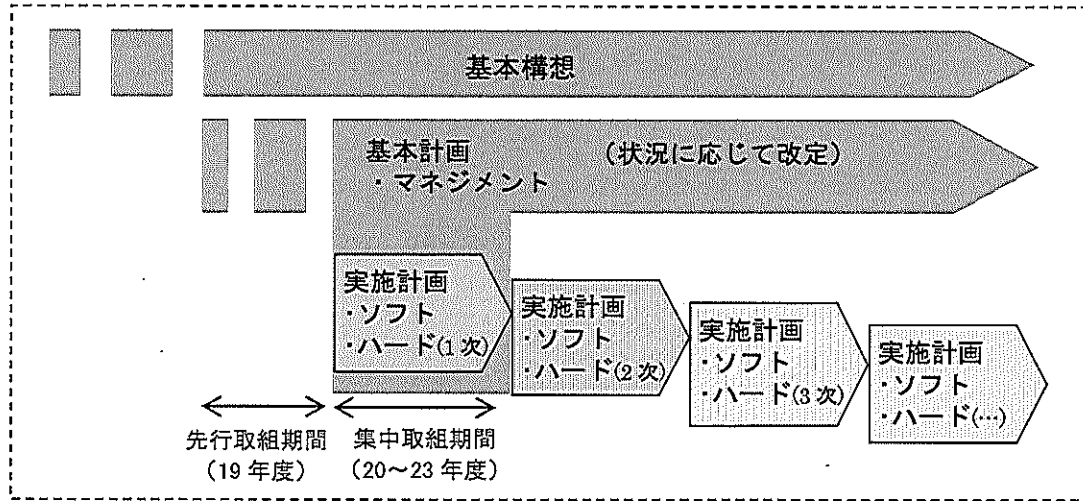 基本構想
基本計画
・マネジメント
(状況に応じて改定)
実施計画
・ソフト
・ハード(1次)
実施計画
・ソフト
・ハード(2次)
実施計画
・ソフト
・ハード(3次)
実施計画
・ソフト
・ハード(…)
先行取組期間
(19年度)
集中取組期間
(20～23年度)